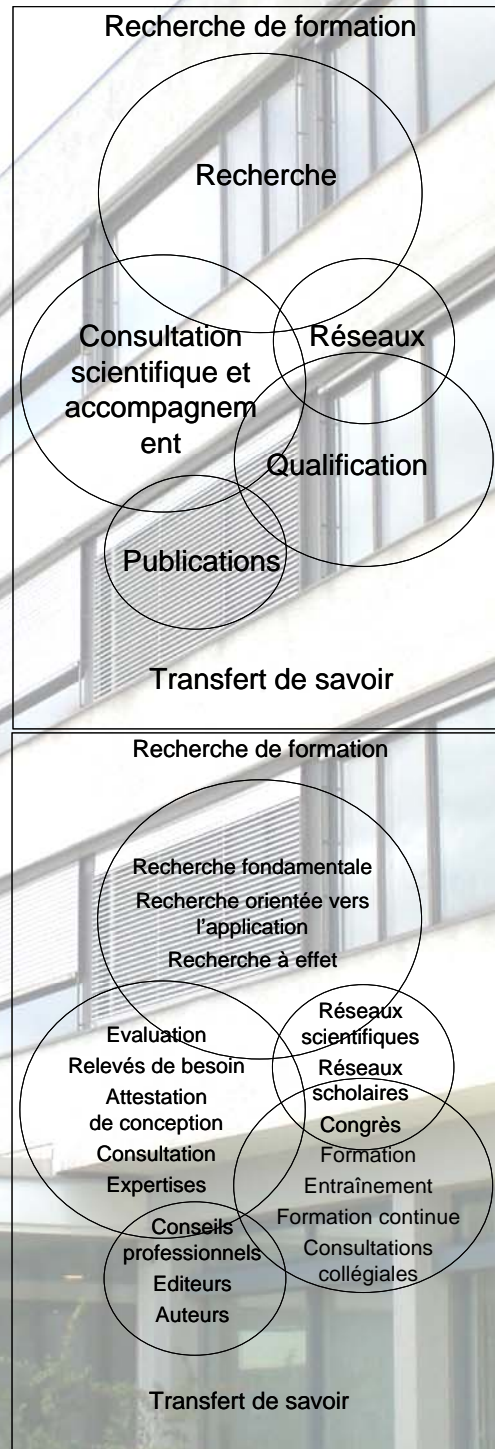 Recherche de formation
Recherche
Consultation
scientifique et
accompagnem
ent
Réseaux
Qualification
Publications
Transfert de savoir
Recherche de formation
Recherche fondamentale
Recherche orientée vers
l'application
Recherche à effet
Evaluation
Relevés de besoin
Attestation
de conception
Consultation
Expertises
Réseaux
scientifiques
Réseaux
scholaires
Congrès
Formation
Entraînement
Formation continue
Consultations
collégiales
Conseils
professionnels
Editeurs
Auteurs
Transfert de savoir